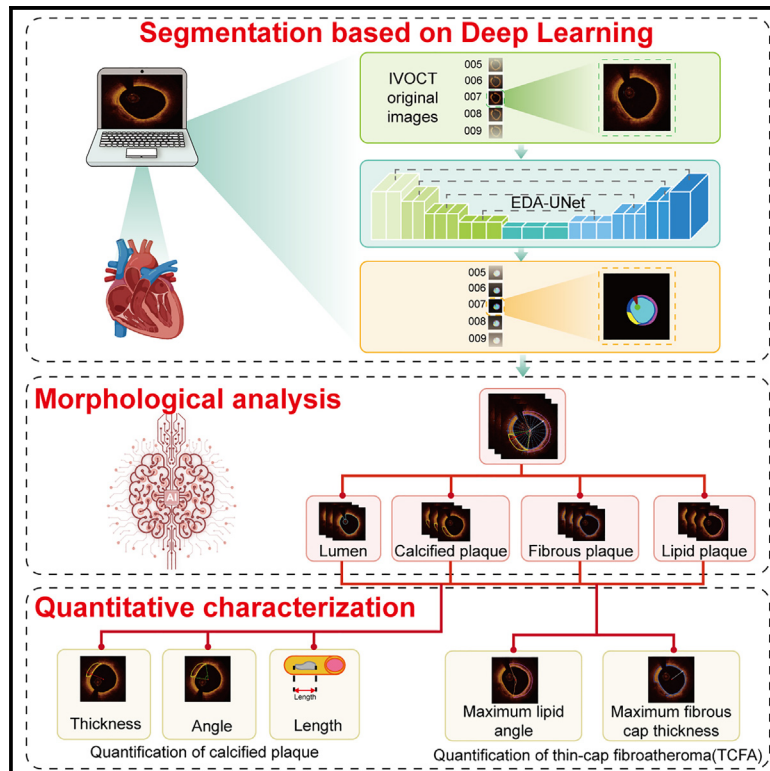 Segmentation based on Deep Learning
IVOCT
original
images
005
006
007
008
009
EDA-UNet
005
006
007
008
009
Morphological analysis
AI
Lumen
Calcified plaque
Fibrous plaque
Lipid plaque
Quantitative characterization
Thickness
Angle
Length
Length
Quantification of calcified plaque
Maximum lipid
angle
Maximum fibrous
cap thickness
Quantification of thin-cap fibroatheroma(TCFA)